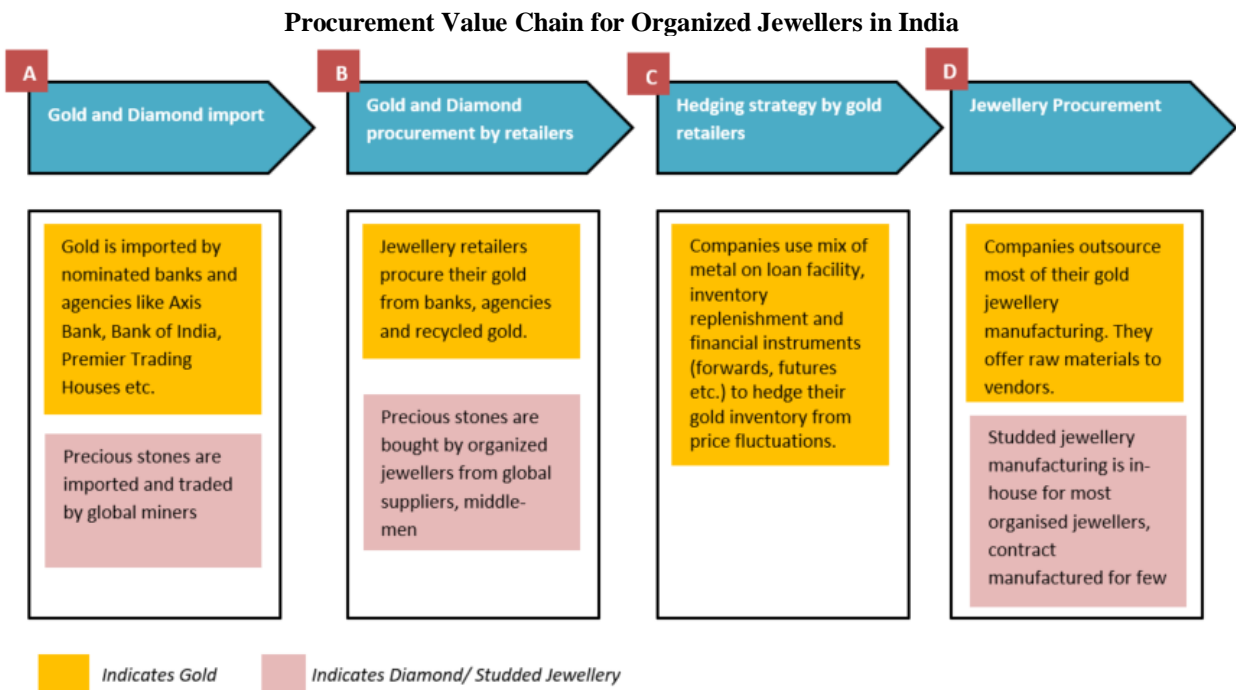 Procurement Value Chain for Organized Jewellers in India
A
Gold and Diamond import
B
Gold and Diamond
procurement by retailers
C
Hedging strategy by gold
retailers
D
Jewellery Procurement
Gold is imported by
nominated banks and
agencies like Axis
Bank, Bank of India,
Premier Trading
Houses etc.
Precious stones are
imported and traded
by global miners
Jewellery retailers
procure their gold
from banks, agencies
and recycled gold.
Precious stones are
bought by organized
jewellers from global
suppliers, middle-
men
Companies use mix of
metal on loan facility,
inventory
replenishment and
financial instruments
(forwards, futures
etc.) to hedge their
gold inventory from
price fluctuations.
Companies outsource
most of their gold
jewellery
manufacturing. They
offer raw materials to
vendors.
Studded jewellery
manufacturing is in-
house for most
organised jewellers,
contract
manufactured for few
Indicates Gold
Indicates Diamond/ Studded Jewellery